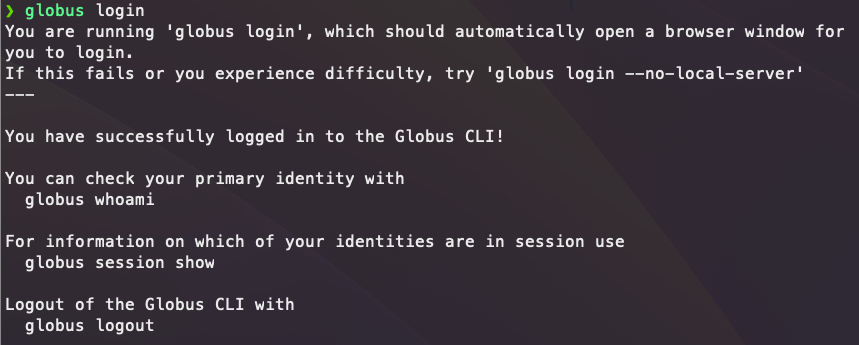 ❯ globus login
You are running 'globus login', which should automatically open a browser window for
you to login.
If this fails or you experience difficulty, try 'globus login --no-local-server'
---
You have successfully logged in to the Globus CLI!
You can check your primary identity with
  globus whoami
For information on which of your identities are in session use
  globus session show
Logout of the Globus CLI with
  globus logout